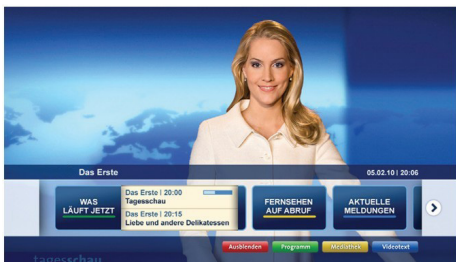 Das Erste
05.02.10 | 20:06
WAS
LÄUFT JETZT
Das Erste | 20:00
Tagesschau
Das Erste | 20:15
Liebe und andere Delikatessen
FERNSEHEN
AUF ABRUF
AKTUELLE
MELDUNGEN
Ausblenden
Programm
Mediathek
Videotext
tagesschau